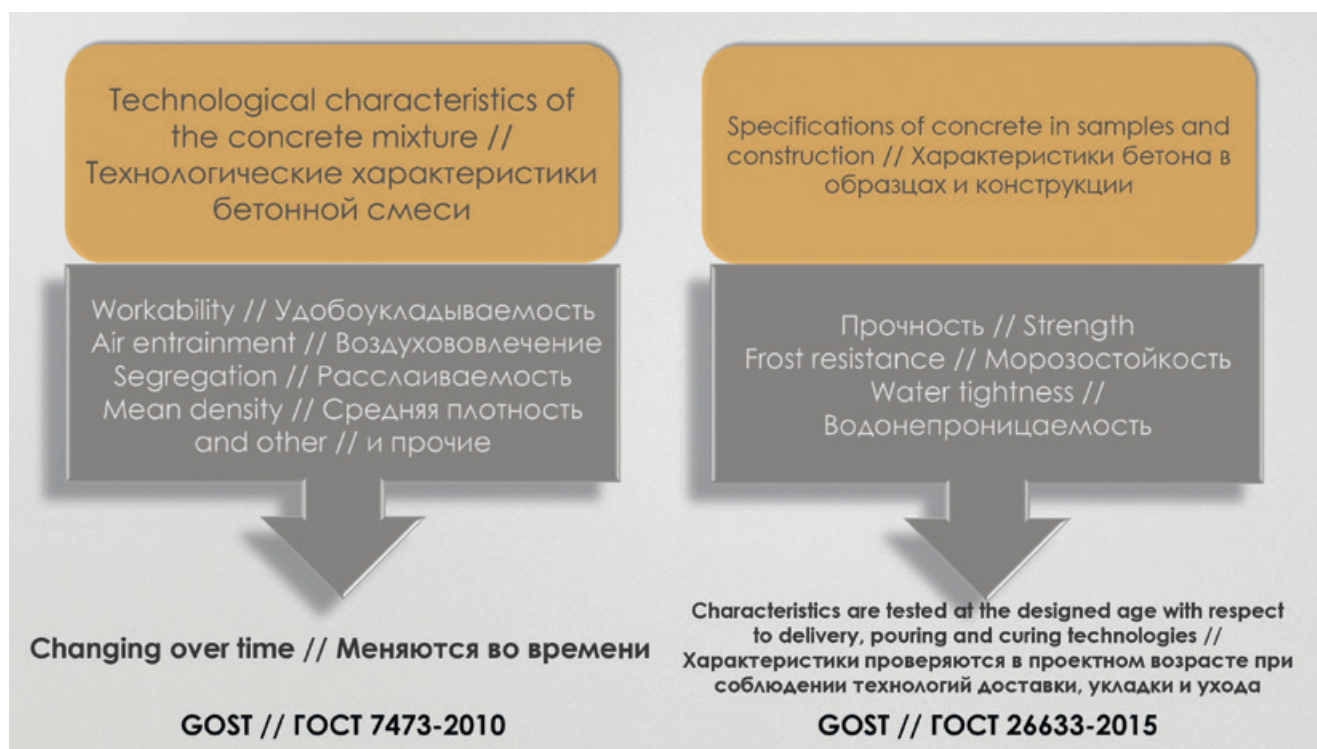 Technological characteristics of
the concrete mixture //
Технологические характеристики
бетонной смеси
Workability // Удобоукладываемость
Air entrainment // Воздухововлечение
Segregation // Расслаиваемость
Mean density // Средняя плотность
and other // и прочие
Changing over time // Меняются во времени
GOST // ГОСТ 7473-2010
Specifications of concrete in samples and
construction // Характеристики бетона в
образцах и конструкции
Прочность // Strength
Frost resistance // Морозостойкость
Water tightness //
Водонепроницаемость
Characteristics are tested at the designed age with respect
to delivery, pouring and curing technologies //
Характеристики проверяются в проектном возрасте при
соблюдении технологий доставки, укладки и ухода
GOST // ГОСТ 26633-2015